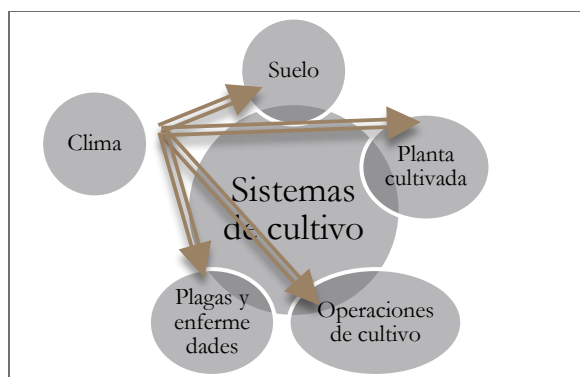 Suelo
Clima
Planta
cultivada
Sistemas
de cultivo
Plagas y
enferme
dades
Operaciones
de cultivo